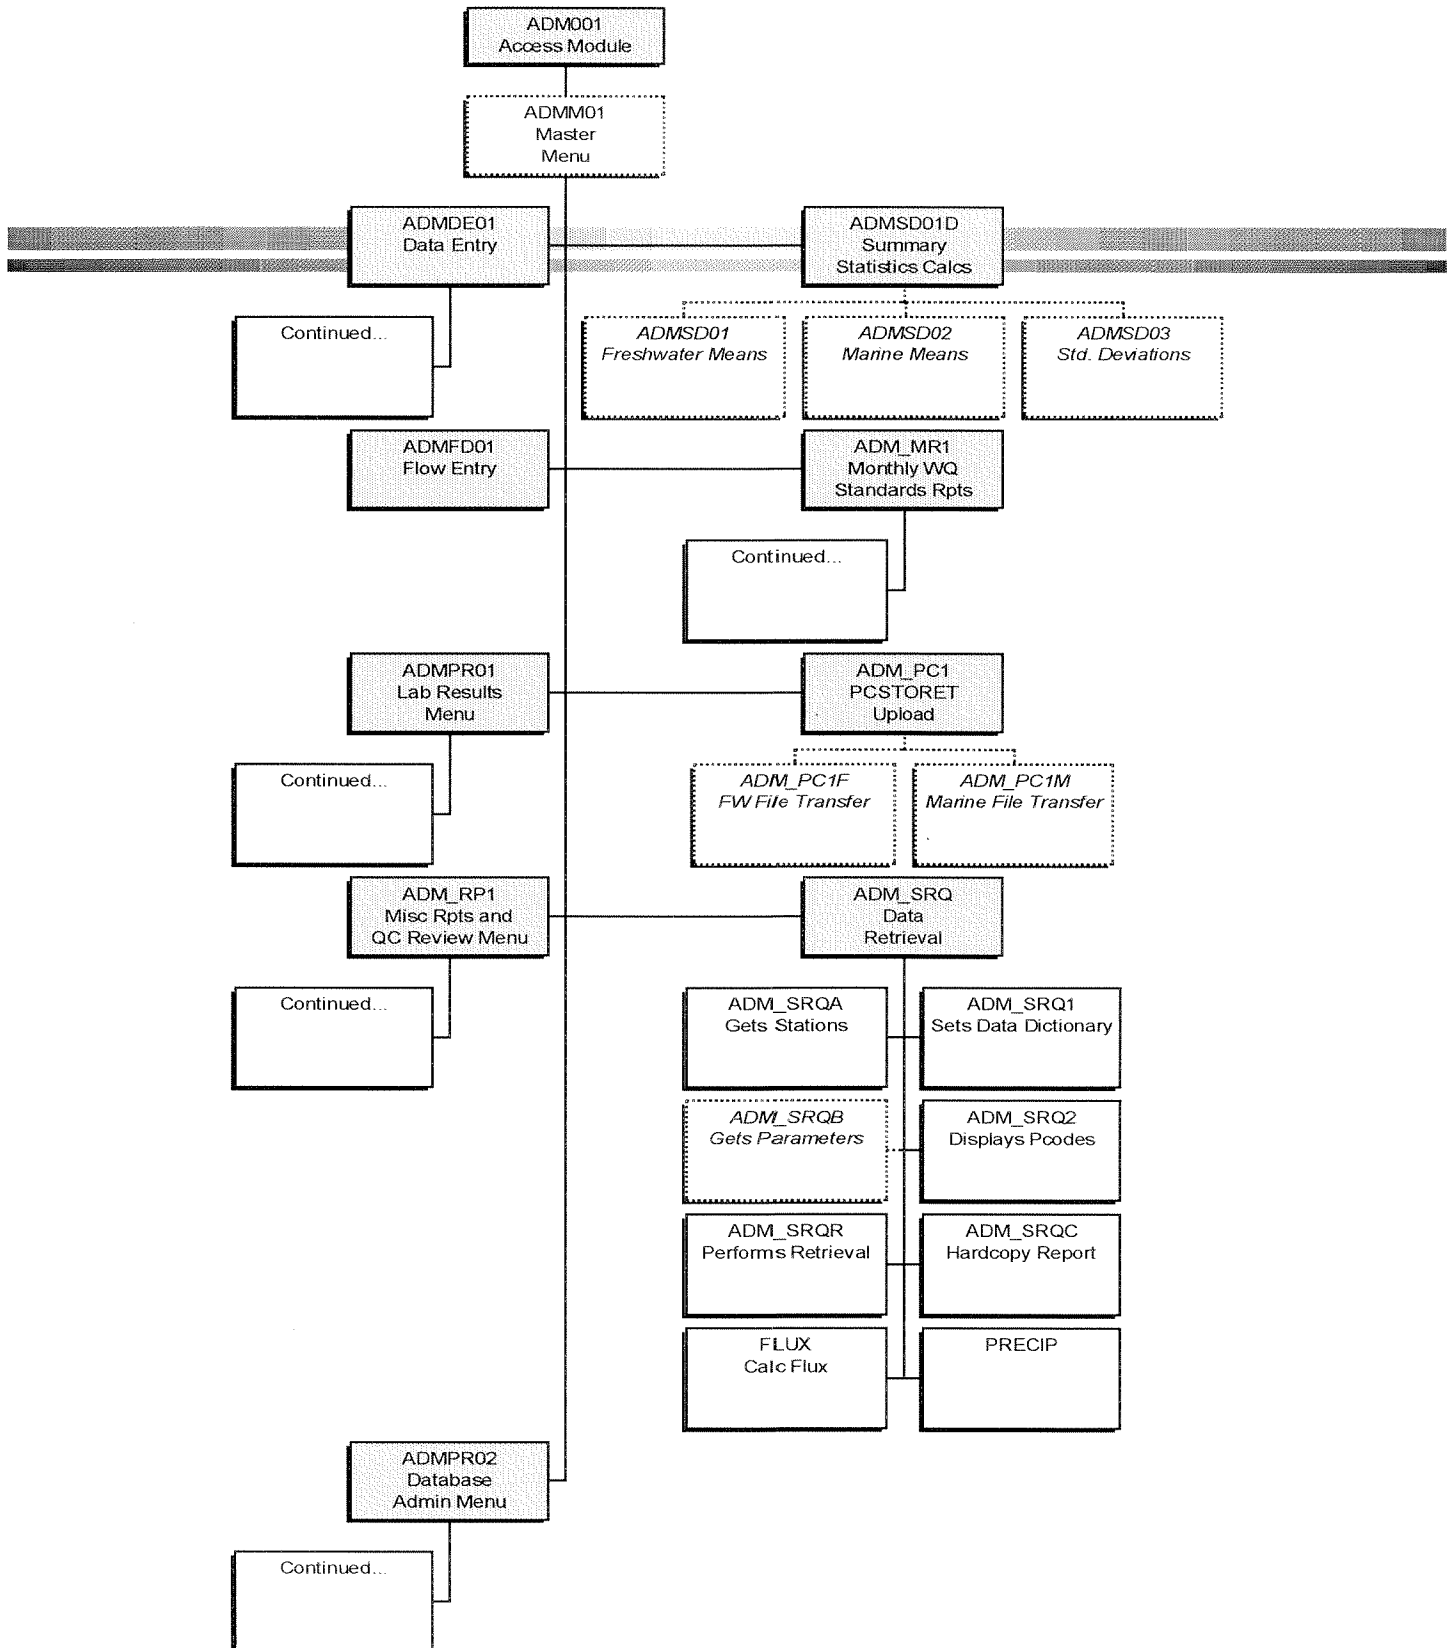 ADM001
Access Module
ADMM01
Master
Menu
ADMDE01
Data Entry
ADMSD01D
Summary
Statistics Calcs
Continued...
ADMSD01
Freshwater Means
ADMSD02
Marine Means
ADMSD03
Std. Deviations
ADMFD01
Flow Entry
ADM_MR1
Monthly WQ
Standards Rpts
Continued...
ADMPR01
Lab Results
Menu
ADM_PC1
PCSTORET
Upload
Continued...
ADM_PC1F
FW File Transfer
ADM_PC1M
Marine File Transfer
ADM_RP1
Misc Rpts and
QC Review Menu
ADM_SRQ
Data
Retrieval
Continued...
ADM_SRQA
Gets Stations
ADM_SRQ1
Sets Data Dictionary
ADM_SRQB
Gets Parameters
ADM_SRQ2
Displays Pcodes
ADM_SRQR
Performs Retrieval
ADM_SRQC
Hardcopy Report
FLUX
Calc Flux
PRECIP
ADMPR02
Database
Admin Menu
Continued...